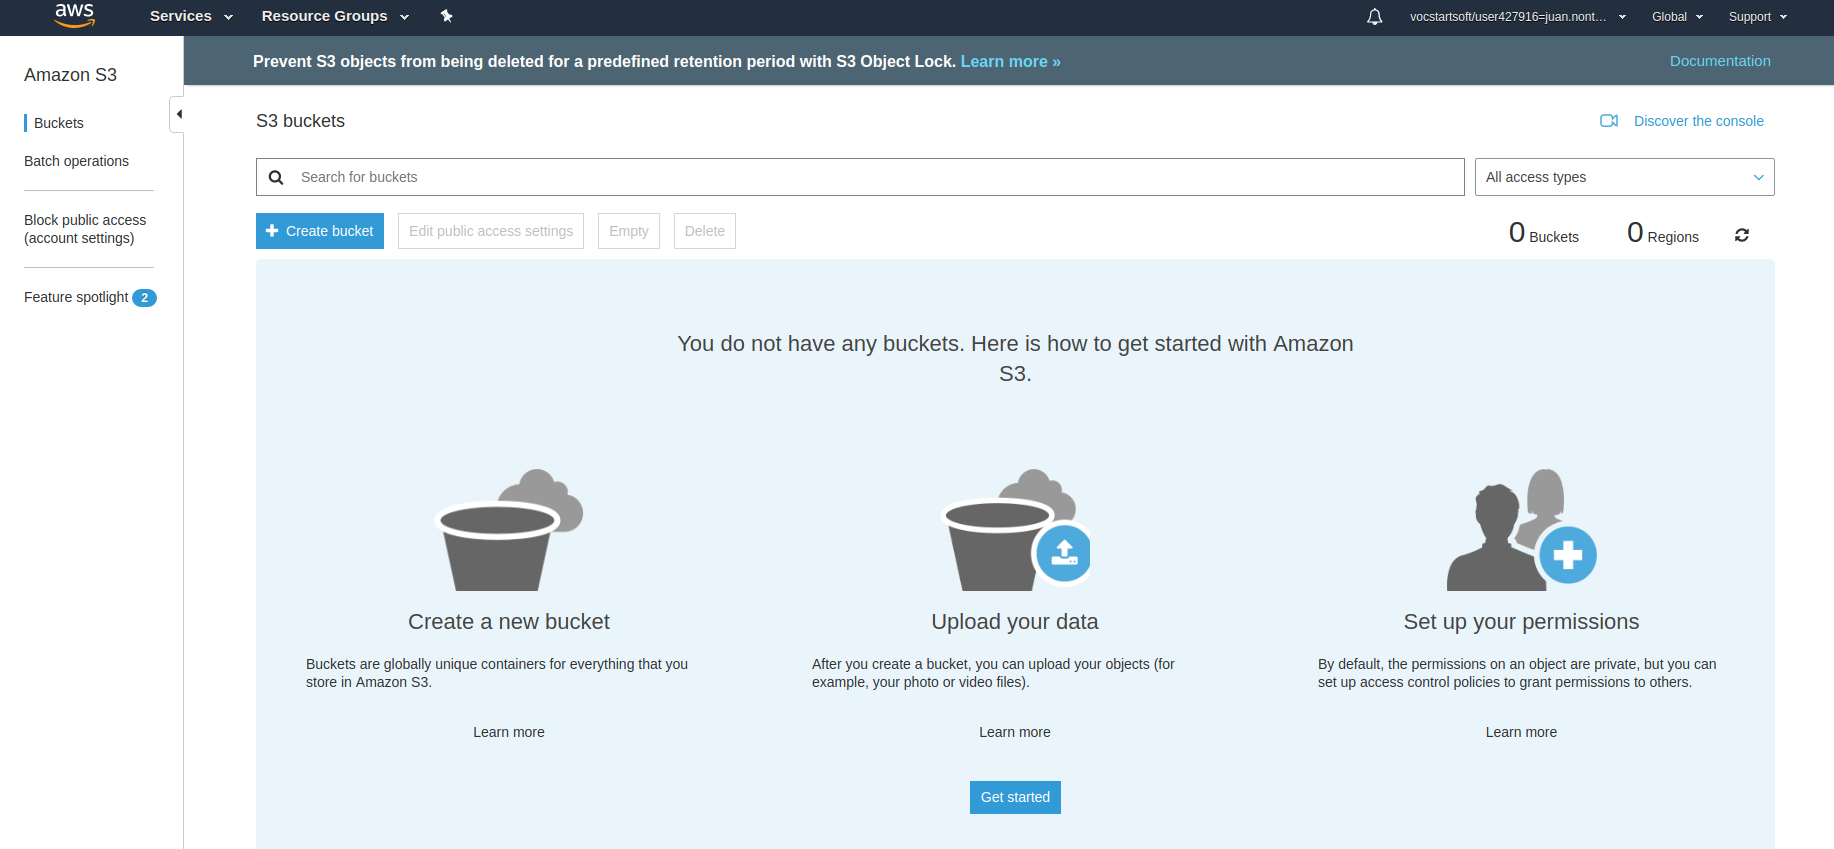 aws
Services
Resource Groups
vocstartsoft/user427916=juan.nont...
Global
Support
Amazon S3
Buckets
Batch operations
Block public access
(account settings)
Feature spotlight 2
Prevent S3 objects from being deleted for a predefined retention period with S3 Object Lock. Learn more »
Documentation
S3 buckets
Discover the console
Search for buckets
All access types
Create bucket
Edit public access settings
Empty
Delete
0 Buckets
0 Regions
You do not have any buckets. Here is how to get started with Amazon
S3.
Create a new bucket
Buckets are globally unique containers for everything that you
store in Amazon S3.
Learn more
Upload your data
After you create a bucket, you can upload your objects (for
example, your photo or video files).
Learn more
Set up your permissions
By default, the permissions on an object are private, but you can
set up access control policies to grant permissions to others.
Learn more
Get started